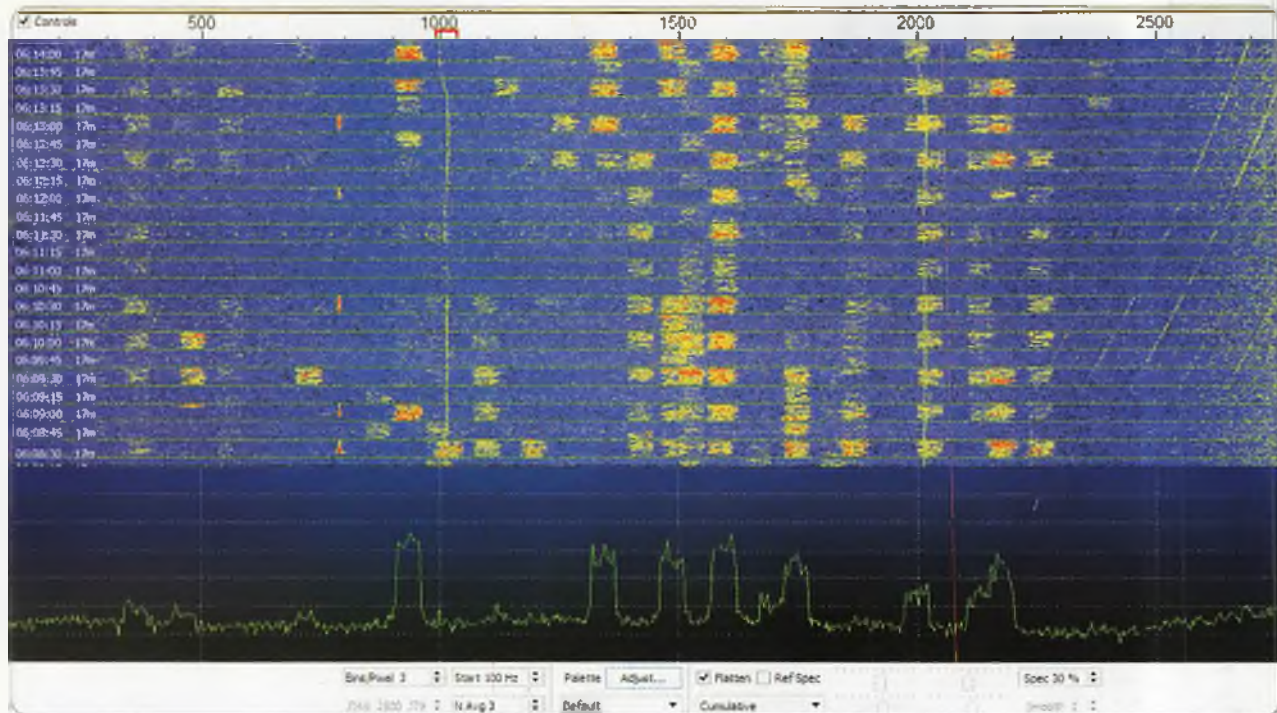 Controls 500 1000 1500 2000 2500
06:14:00 17m
06:13:45 17m
06:13:30 17m
06:13:15 17m
06:13:00 17m
06:12:45 17m
06:12:30 17m
06:12:15 17m
06:12:00 17m
06:11:45 17m
06:11:30 17m
06:11:15 17m
06:11:00 17m
06:10:45 17m
06:10:30 17m
06:10:15 17m
06:10:00 17m
06:09:45 17m
06:09:30 17m
06:09:15 17m
06:09:00 17m
06:08:45 17m
06:08:30 17m
Bins/Pixel 3 Start 100 Hz Palette Adjust... Flatten Ref Spec Spec 30 %
N Avg 3 Default Cumulative Smooth 1